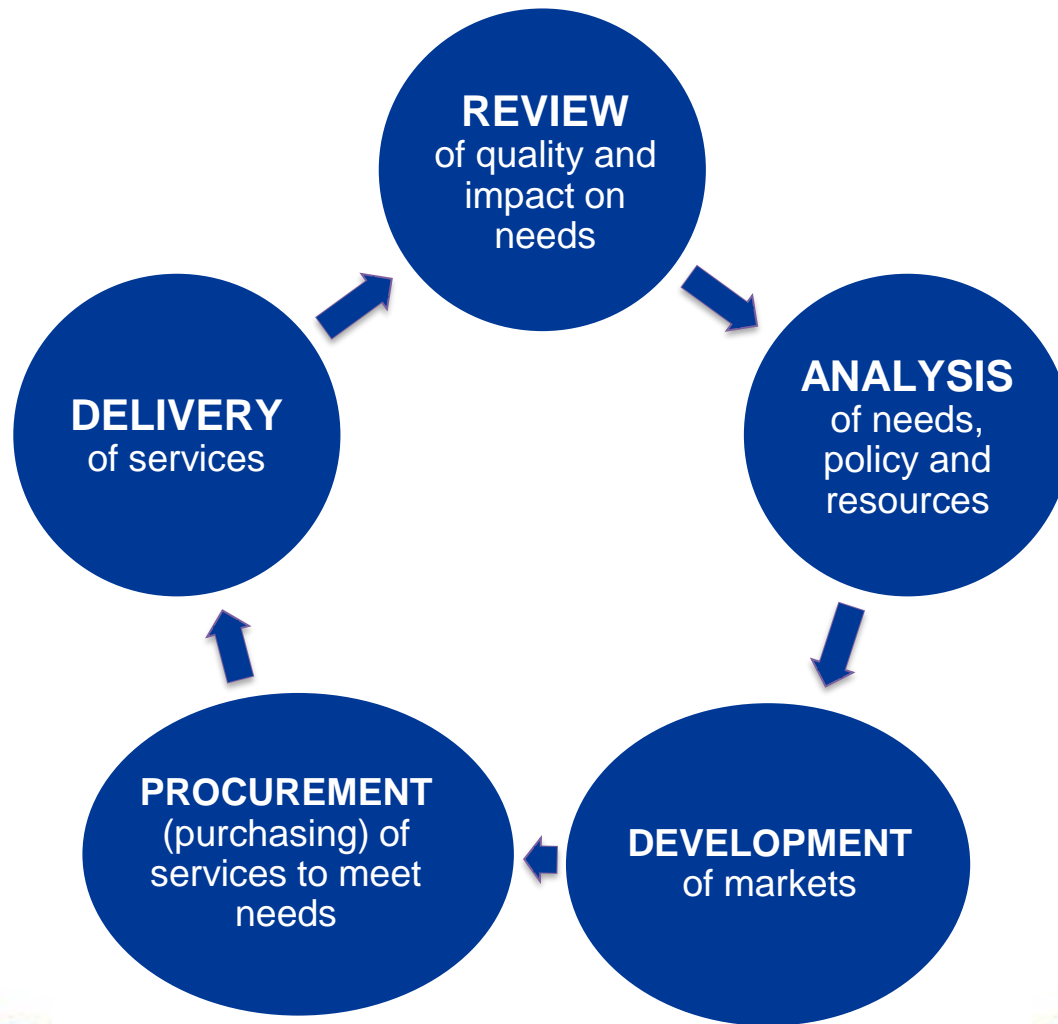 REVIEW
of quality and
impact on
needs
ANALYSIS
of needs,
policy and
resources
DEVELOPMENT
of markets
PROCUREMENT
(purchasing) of
services to meet
needs
DELIVERY
of services